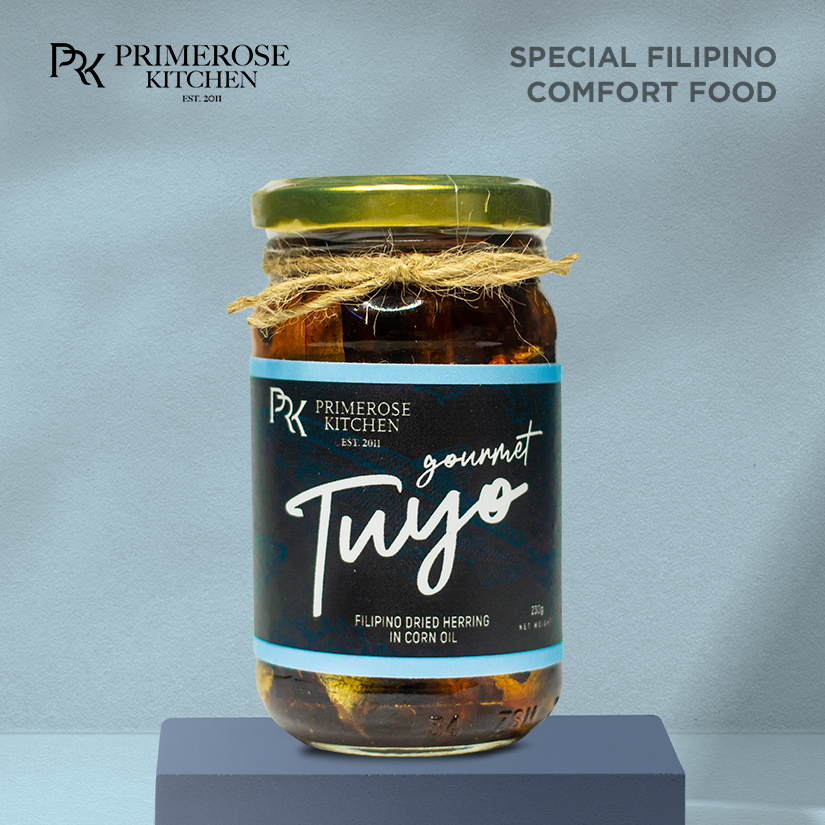 PRK PRIMEROSE
KITCHEN
EST. 2011
SPECIAL FILIPINO
COMFORT FOOD
PRK PRIMEROSE
KITCHEN
EST. 2011
gourmet
Tuyo
FILIPINO DRIED HERRING
IN CORN OIL
230g
NET WEIGHT